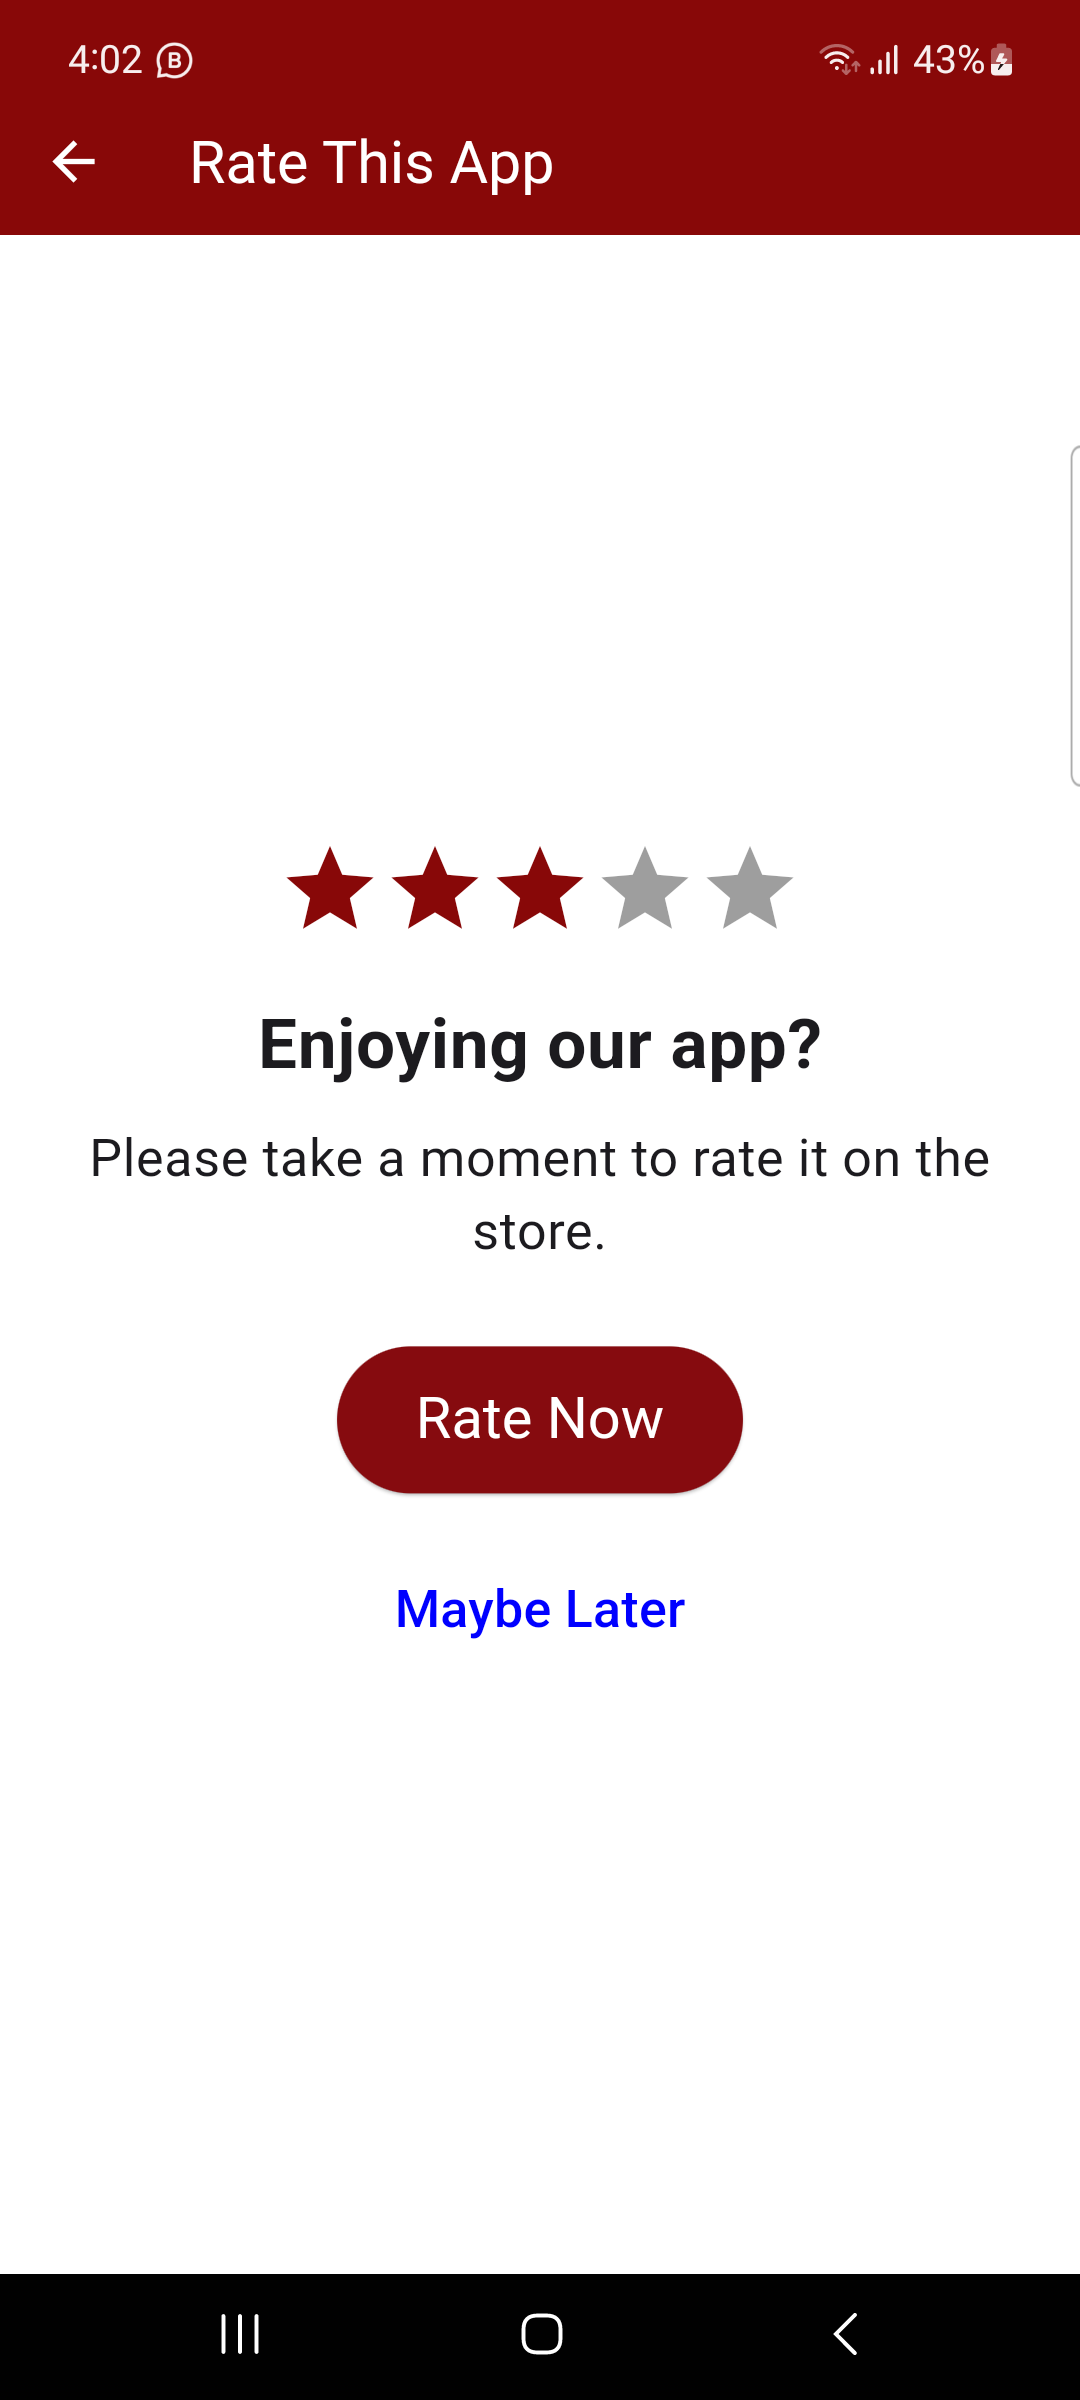 4:02 B 43%
Rate This App
Enjoying our app?
Please take a moment to rate it on the
store.
Rate Now
Maybe Later